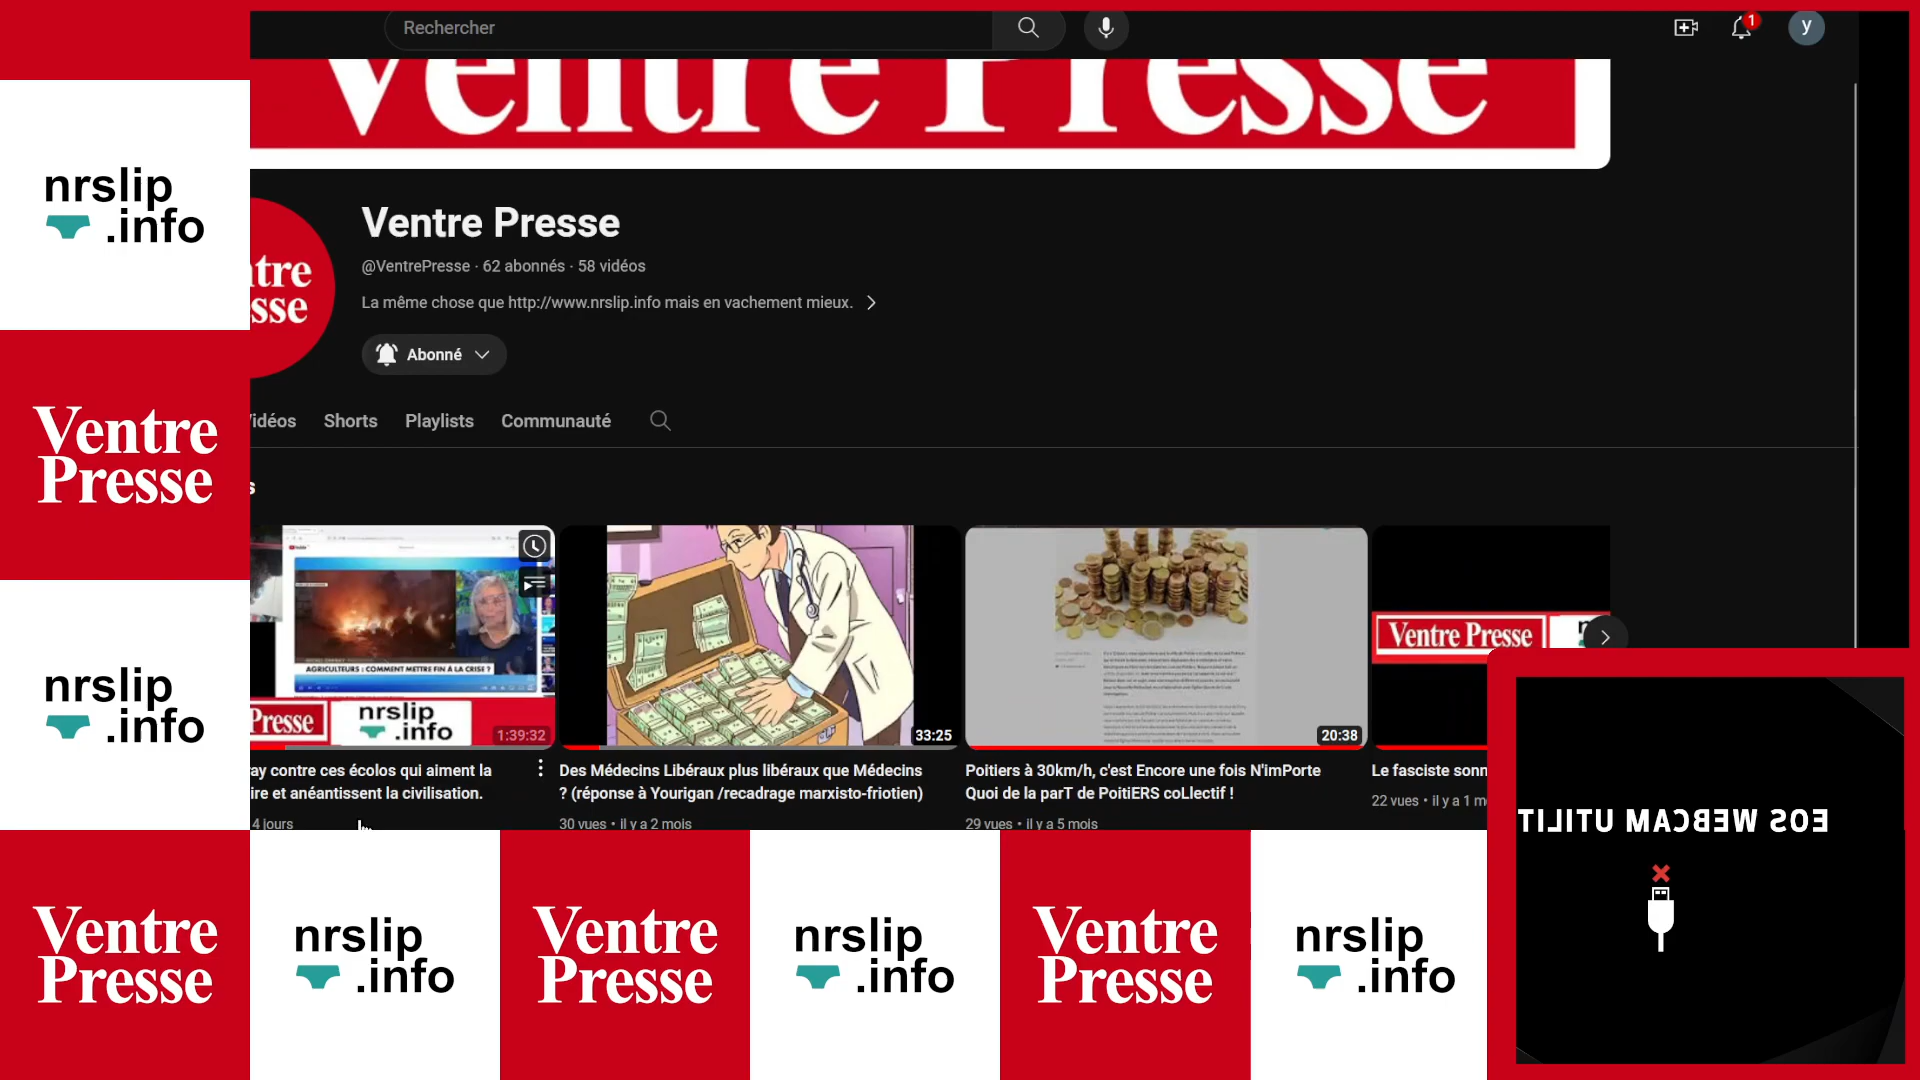 Rechercher
1
y
Ventre Presse
nrslip
.info
Ventre Presse
@VentrePresse · 62 abonnés · 58 vidéos
La même chose que http://www.nrslip.info mais en vachement mieux.
Abonné
Ventre
Presse
idéos
Shorts
Playlists
Communauté
s
AGRICULTEURS : COMMENT METTRE FIN À LA CRISE ?
Presse
nrslip
.info
1:39:32
33:25
20:38
Ventre Presse
ay contre ces écolos qui aiment la
ire et anéantissent la civilisation.
4 jours
Des Médecins Libéraux plus libéraux que Médecins
? (réponse à Yourigan /recadrage marxisto-friotien)
30 vues • il y a 2 mois
Poitiers à 30km/h, c'est Encore une fois N'imPorte
Quoi de la parT de PoitiERS coLlectif !
29 vues • il y a 5 mois
Le fasciste sonn
22 vues • il y a 1 m
nrslip
.info
EOS WEBCAM UTILIT
Ventre
Presse
nrslip
.info
Ventre
Presse
nrslip
.info
Ventre
Presse
nrslip
.info